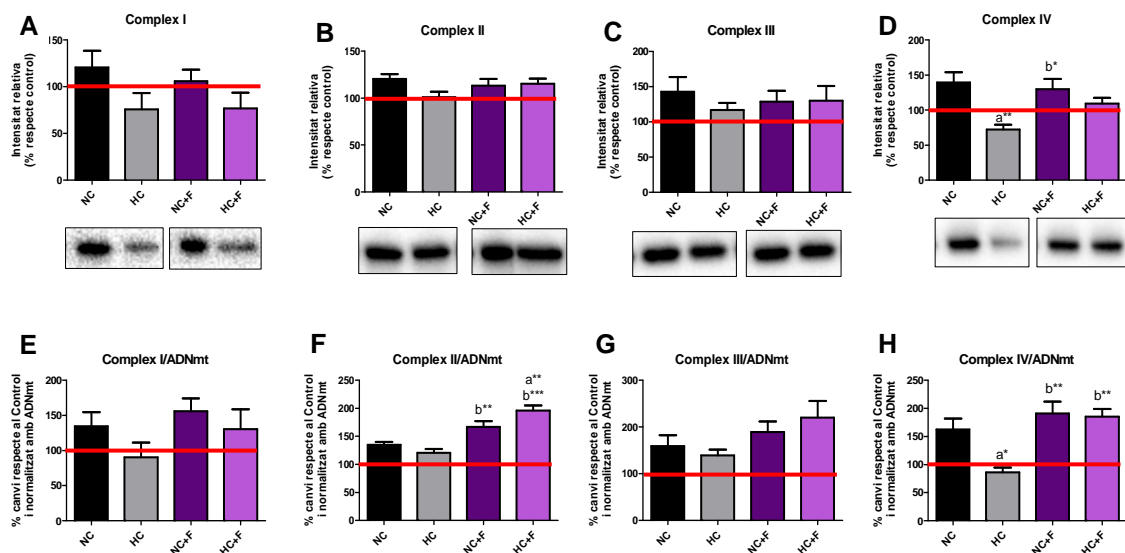 A
Complex I
Intensitat relativa
(% respecte control)
150
100
50
0
NC
HC
NC+F
HC+F
B
Complex II
Intensitat relativa
(% respecte control)
150
100
50
0
NC
HC
NC+F
HC+F
C
Complex III
Intensitat relativa
(% respecte control)
200
150
100
50
0
NC
HC
NC+F
HC+F
D
Complex IV
Intensitat relativa
(% respecte control)
200
150
100
50
0
a**
b*
NC
HC
NC+F
HC+F
E
Complex I/ADNmt
% canvi respecte al Control
i normalitzat amb ADNmt
200
150
100
50
0
NC
HC
NC+F
HC+F
F
Complex II/ADNmt
% canvi respecte al Control
i normalitzat amb ADNmt
250
200
150
100
50
0
b**
a**
b***
NC
HC
NC+F
HC+F
G
Complex III/ADNmt
% canvi respecte al Control
i normalitzat amb ADNmt
300
200
100
0
NC
HC
NC+F
HC+F
H
Complex IV/ADNmt
% canvi respecte al Control
i normalitzat amb ADNmt
250
200
150
100
50
0
a*
b**
b**
NC
HC
NC+F
HC+F